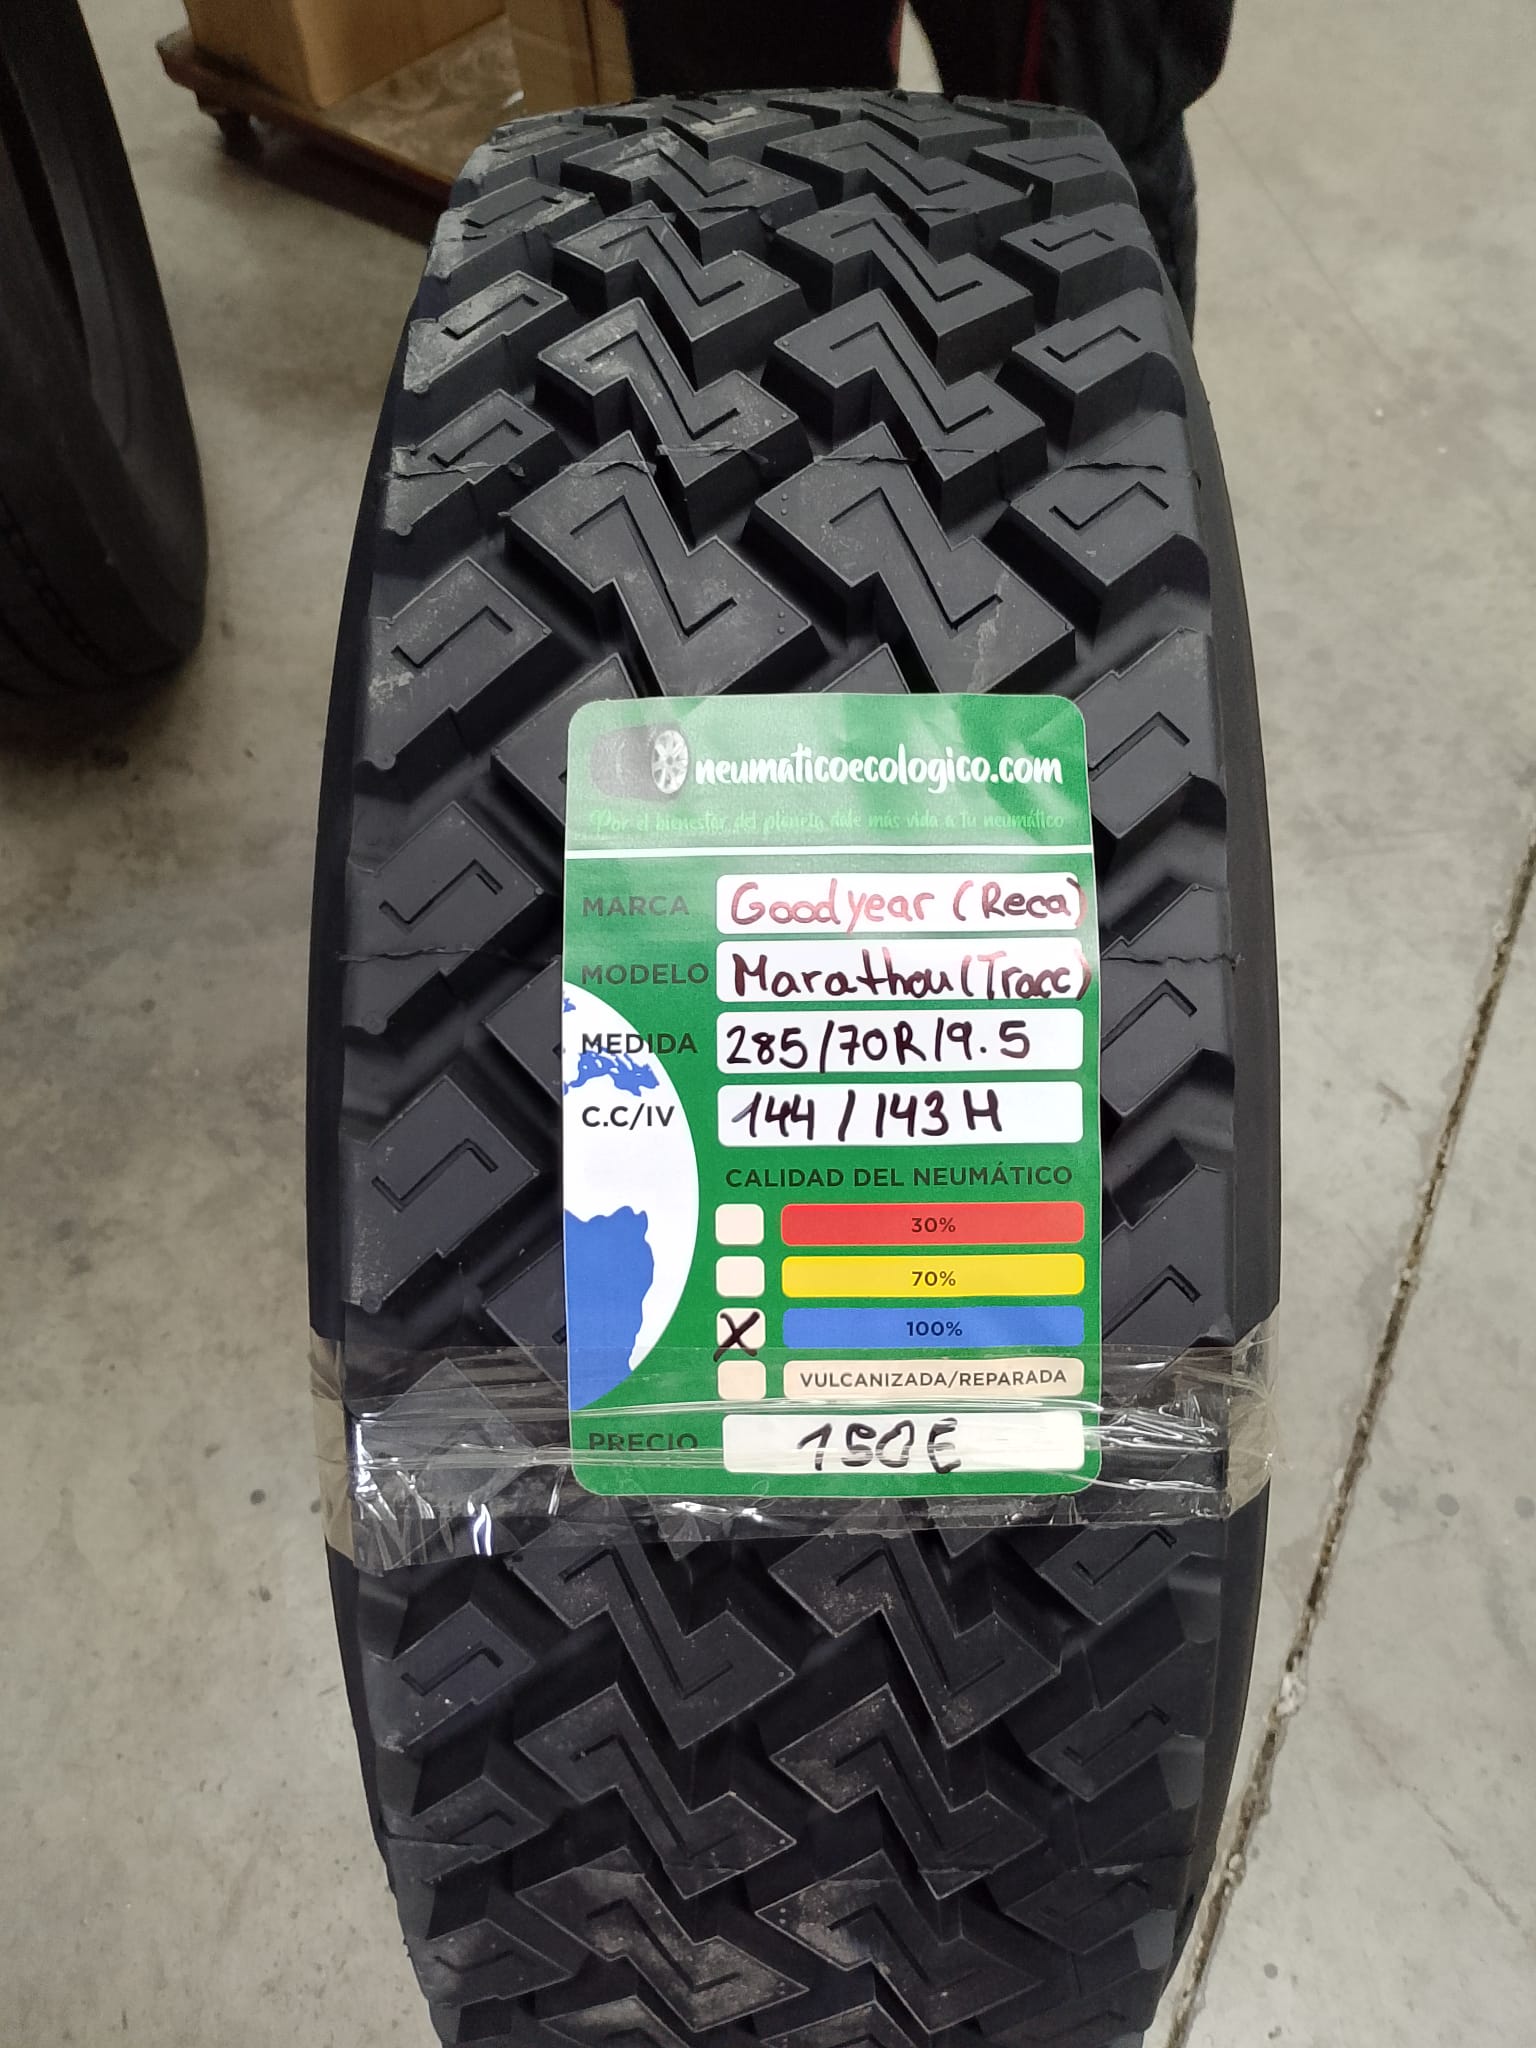 neumaticoecologico.com
Por el bienestar del planeta dale más vida a tu neumático
MARCA Goodyear (Reca)
MODELO Marathon (Tracc)
MEDIDA 285/70R19.5
C.C/IV 144/143 M
CALIDAD DEL NEUMÁTICO
30%
70%
X 100%
VULCANIZADA/REPARADA
PRECIO 150€